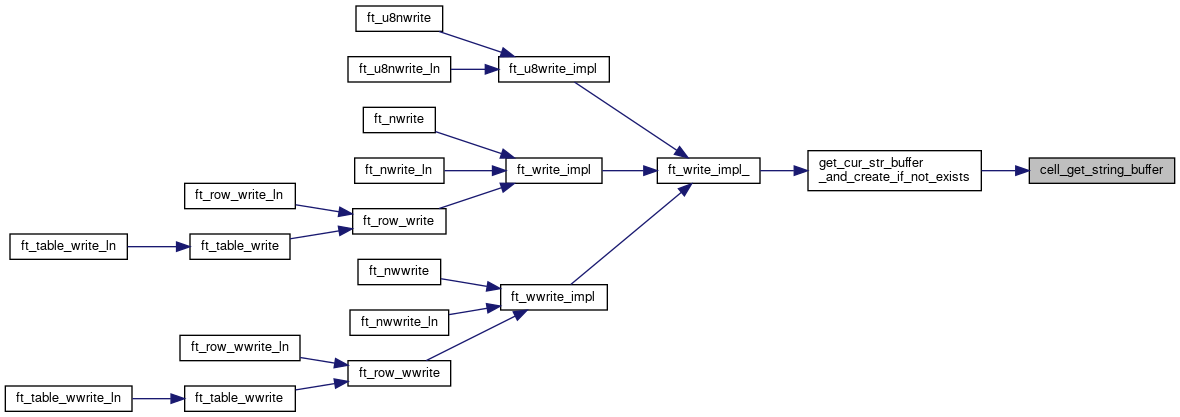 ft_u8nwrite
ft_u8nwrite_ln
ft_u8write_impl
ft_nwrite
ft_nwrite_ln
ft_write_impl
ft_write_impl_
get_cur_str_buffer
_and_create_if_not_exists
cell_get_string_buffer
ft_row_write_ln
ft_row_write
ft_table_write_ln
ft_table_write
ft_nwwrite
ft_wwrite_impl
ft_nwwrite_ln
ft_row_wwrite_ln
ft_row_wwrite
ft_table_wwrite_ln
ft_table_wwrite